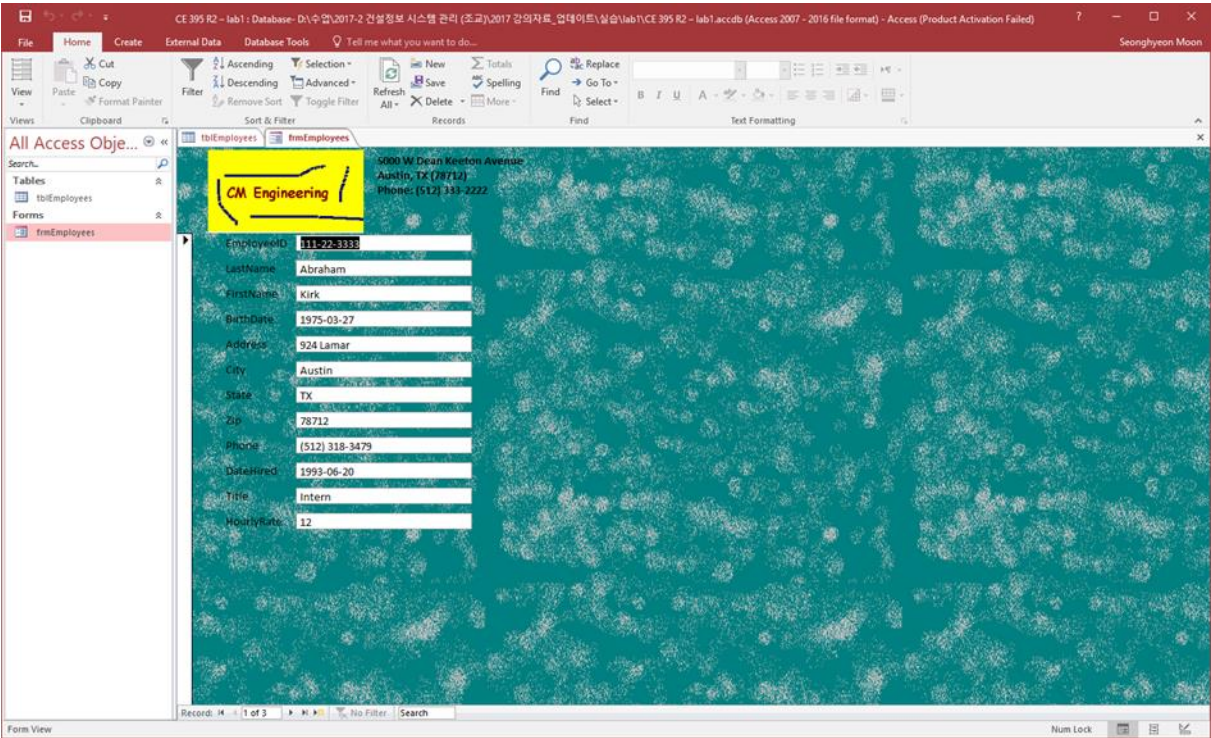 CE 395 R2 – lab1 : Database- D:\수업\2017-2 건설정보 시스템 관리 (조교)\2017 강의자료_업데이트\실습\lab1\CE 395 R2 – lab1.accdb (Access 2007 - 2016 file format) - Access (Product Activation Failed)
?
File Home Create External Data Database Tools Tell me what you want to do...
Seonghyeon Moon
View
Views
Paste
Cut
Copy
Format Painter
Clipboard
Filter
Ascending
Descending
Remove Sort
Selection
Advanced
Toggle Filter
Sort & Filter
Refresh
All
New
Save
Delete
Totals
Spelling
More
Records
Find
Replace
Go To
Select
Find
B I U A
Text Formatting
All Access Obje...
Search...
Tables
tblEmployees
Forms
frmEmployees
tblEmployees frmEmployees
CM Engineering
5000 W Dean Keeton Avenue
Austin, TX (78712)
Phone: (512) 333-2222
EmployeeID 111-22-3333
LastName Abraham
FirstName Kirk
BirthDate 1975-03-27
Address 924 Lamar
City Austin
State TX
Zip 78712
Phone (512) 318-3479
DateHired 1993-06-20
Title Intern
HourlyRate 12
Record: 1 of 3 No Filter Search
Form View
Num Lock